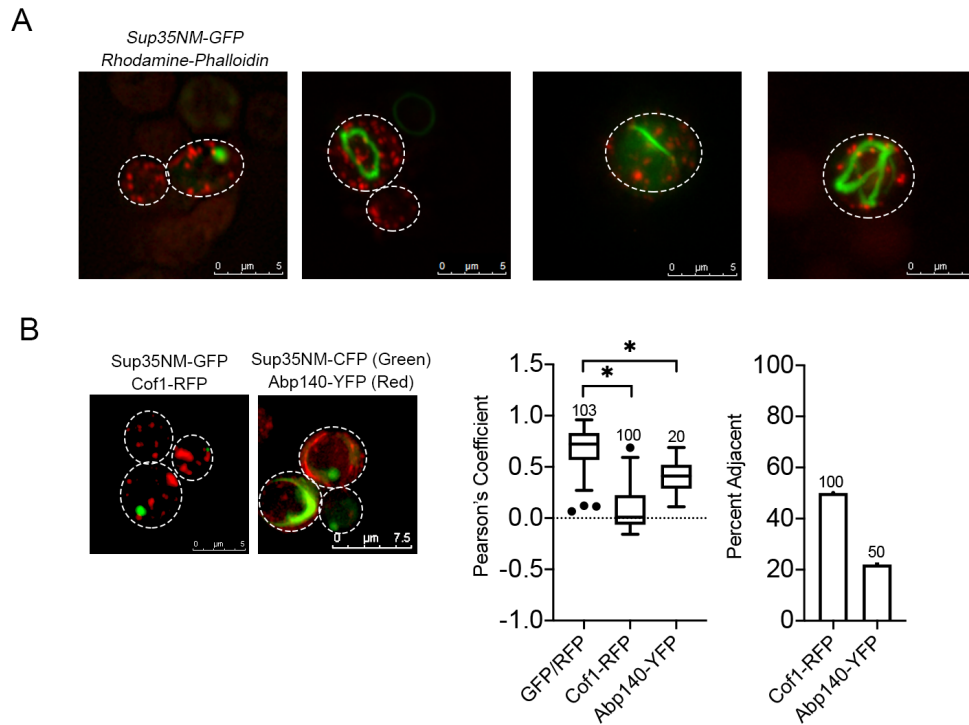 A
Sup35NM-GFP
Rhodamine-Phalloidin
0 µm 5
0 µm 5
0 µm 5
0 µm 5
B
Sup35NM-GFP
Cof1-RFP
Sup35NM-CFP (Green)
Abp140-YFP (Red)
0 µm 5
0 µm 7.5
Pearson's Coefficient
1.5
1.0
0.5
0.0
-0.5
-1.0
*
*
103
100
20
GFP/RFP
Cof1-RFP
Abp140-YFP
Percent Adjacent
100
80
60
40
20
0
100
50
Cof1-RFP
Abp140-YFP